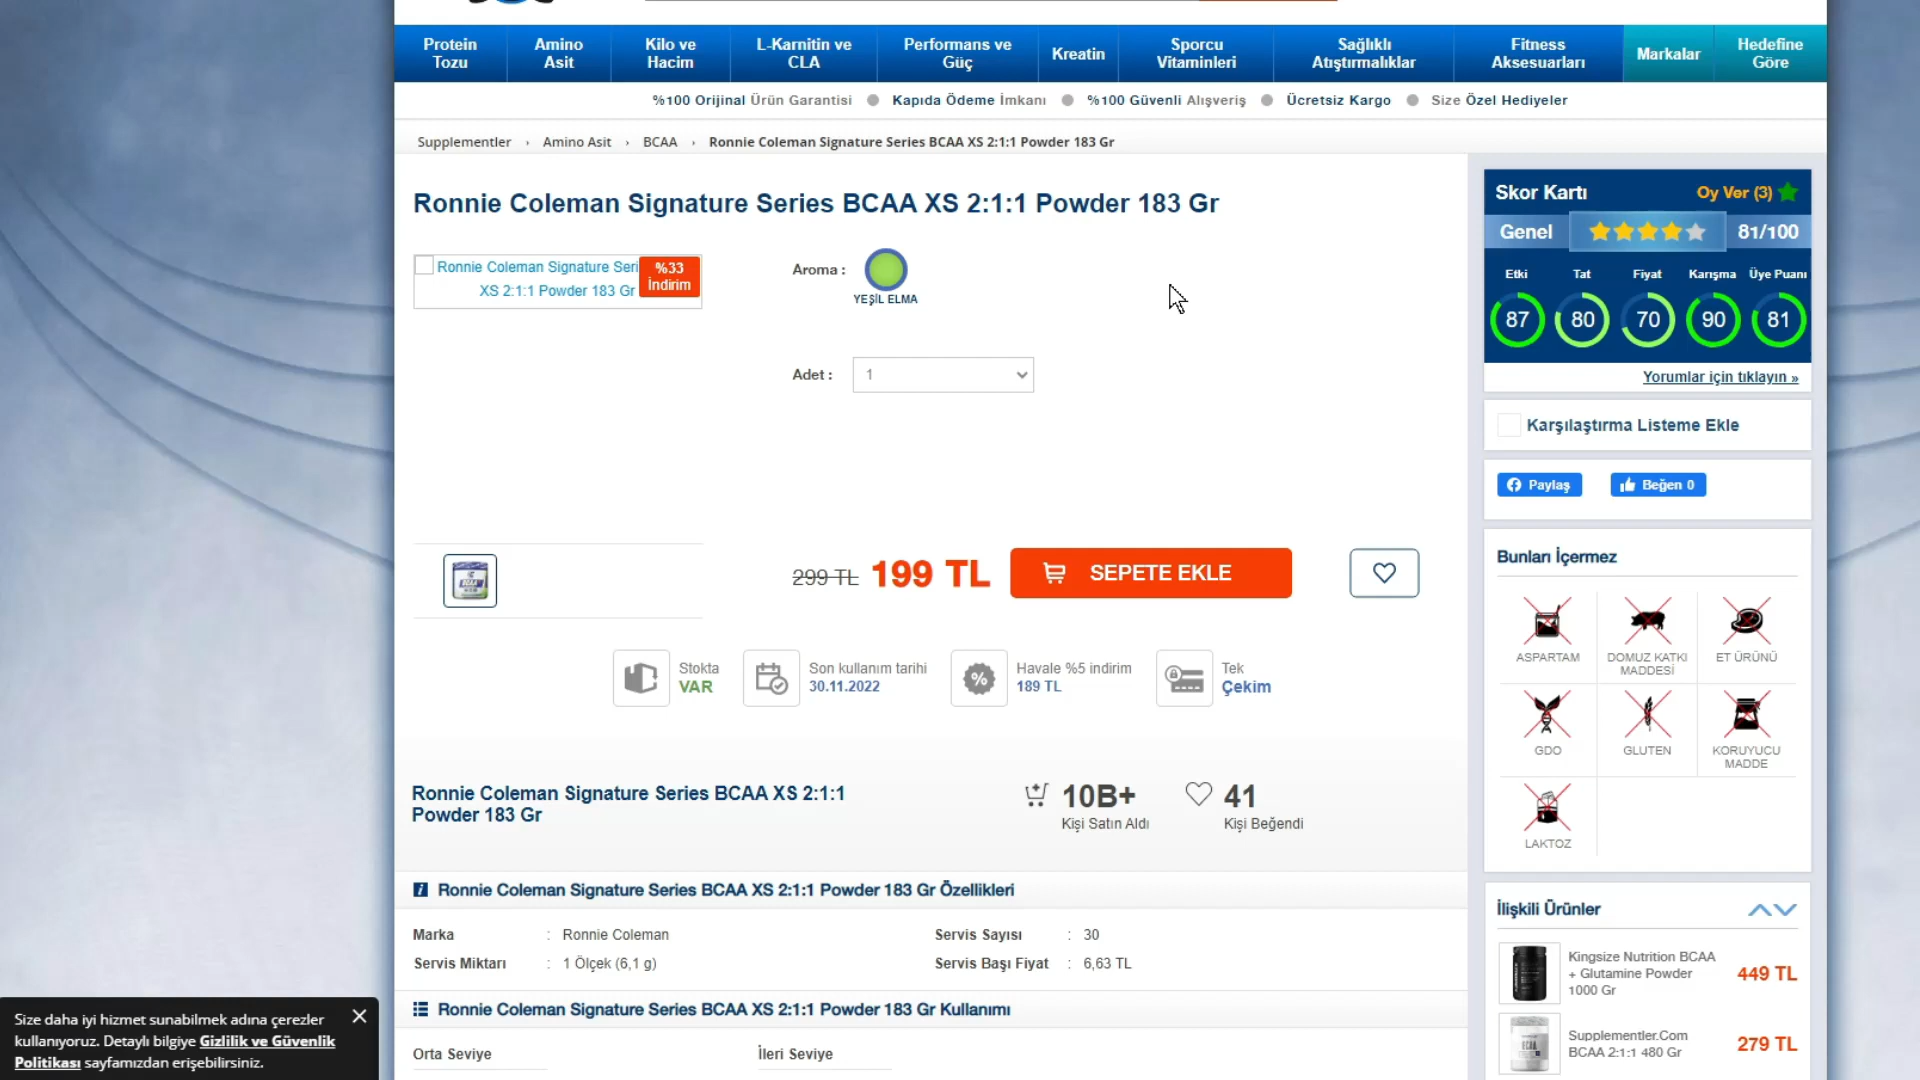 Protein Tozu
Amino Asit
Kilo ve Hacim
L-Karnitin ve CLA
Performans ve Güç
Kreatin
Sporcu Vitaminleri
Sağlıklı Atıştırmalıklar
Fitness Aksesuarları
Markalar
Hedefine Göre
%100 Orijinal Ürün Garantisi
Kapıda Ödeme İmkanı
%100 Güvenli Alışveriş
Ücretsiz Kargo
Size Özel Hediyeler
Supplementler › Amino Asit › BCAA › Ronnie Coleman Signature Series BCAA XS 2:1:1 Powder 183 Gr
Ronnie Coleman Signature Series BCAA XS 2:1:1 Powder 183 Gr
Ronnie Coleman Signature Seri
XS 2:1:1 Powder 183 Gr
%33
İndirim
Aroma :
YEŞİL ELMA
Adet :
1
299 TL
199 TL
SEPETE EKLE
Stokta
VAR
Son kullanım tarihi
30.11.2022
Havale %5 indirim
189 TL
Tek
Çekim
Ronnie Coleman Signature Series BCAA XS 2:1:1
Powder 183 Gr
10B+
Kişi Satın Aldı
41
Kişi Beğendi
Ronnie Coleman Signature Series BCAA XS 2:1:1 Powder 183 Gr Özellikleri
Marka : Ronnie Coleman
Servis Sayısı : 30
Servis Miktarı : 1 Ölçek (6,1 g)
Servis Başı Fiyat : 6,63 TL
Ronnie Coleman Signature Series BCAA XS 2:1:1 Powder 183 Gr Kullanımı
Orta Seviye
İleri Seviye
Skor Kartı
Oy Ver (3)
Genel
81/100
Etki Tat Fiyat Karışma Üye Puanı
87 80 70 90 81
Yorumlar için tıklayın »
Karşılaştırma Listeme Ekle
Paylaş
Beğen 0
Bunları İçermez
ASPARTAM
DOMUZ KATKI
MADDESİ
ET ÜRÜNÜ
GDO
GLUTEN
KORUYUCU
MADDE
LAKTOZ
İlişkili Ürünler
Kingsize Nutrition BCAA
+ Glutamine Powder
1000 Gr
449 TL
Supplementler.Com
BCAA 2:1:1 480 Gr
279 TL
Size daha iyi hizmet sunabilmek adına çerezler
kullanıyoruz. Detaylı bilgiye Gizlilik ve Güvenlik
Politikası sayfamızdan erişebilirsiniz.